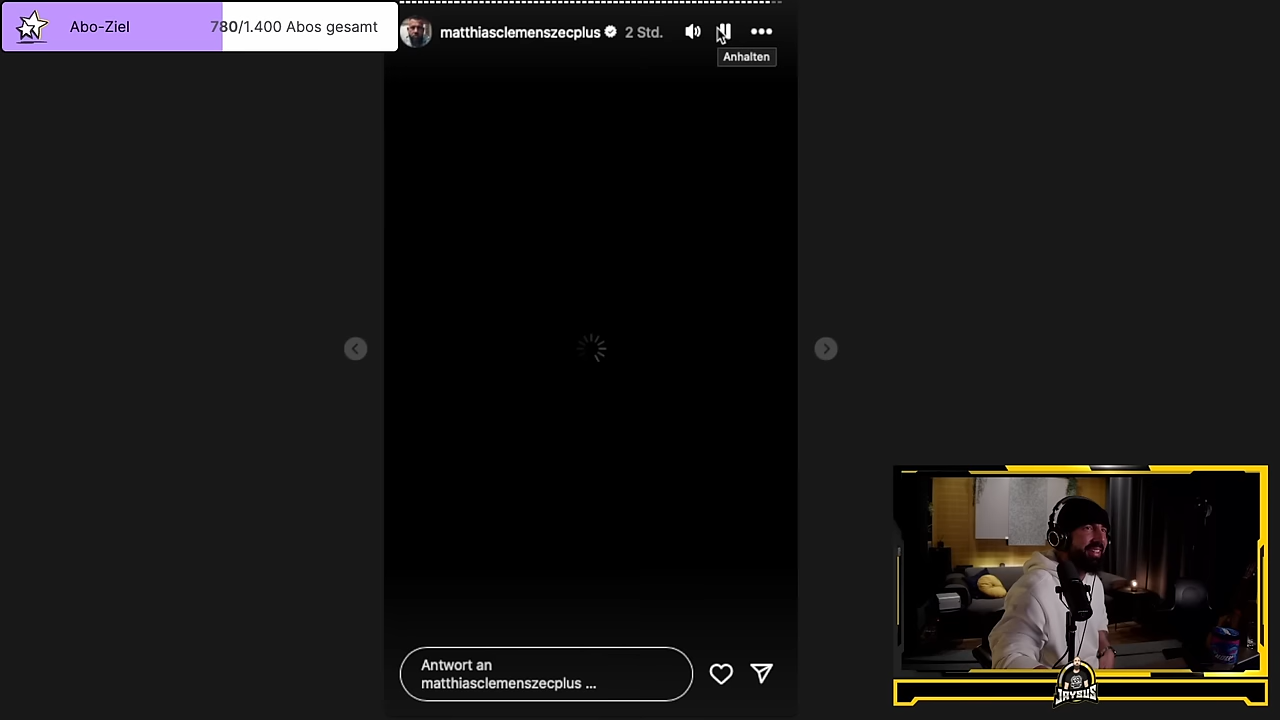 Abo-Ziel
780/1.400 Abos gesamt
matthiasclemenszecplus 2 Std.
Anhalten
Antwort an
matthiasclemenszecplus ...
JAYSUS